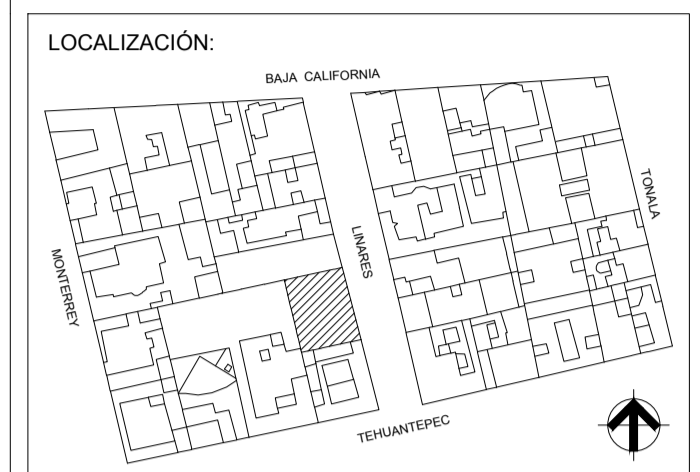 LOCALIZACIÓN:
BAJA CALIFORNIA
MONTERREY
LINARES
TONALA
TEHUANTEPEC